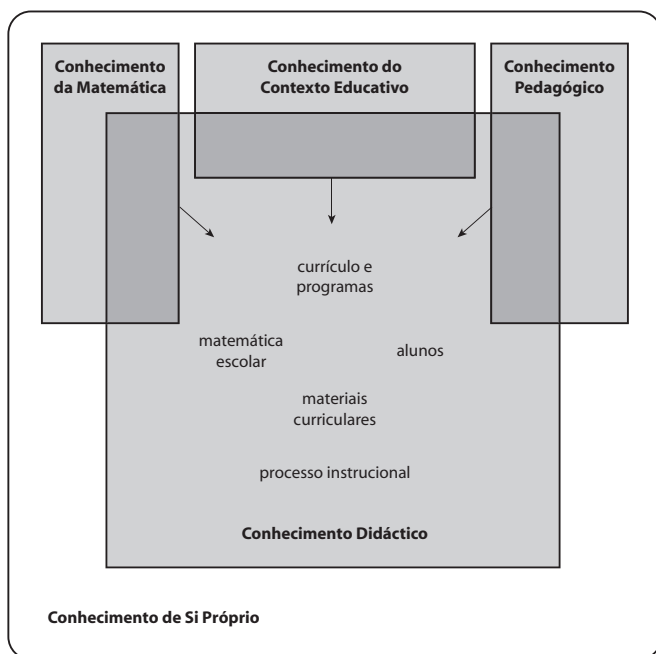 Conhecimento
da Matemática
Conhecimento do
Contexto Educativo
Conhecimento
Pedagógico
currículo e
programas
matemática
escolar
alunos
materiais
curriculares
processo instrucional
Conhecimento Didáctico
Conhecimento de Si Próprio